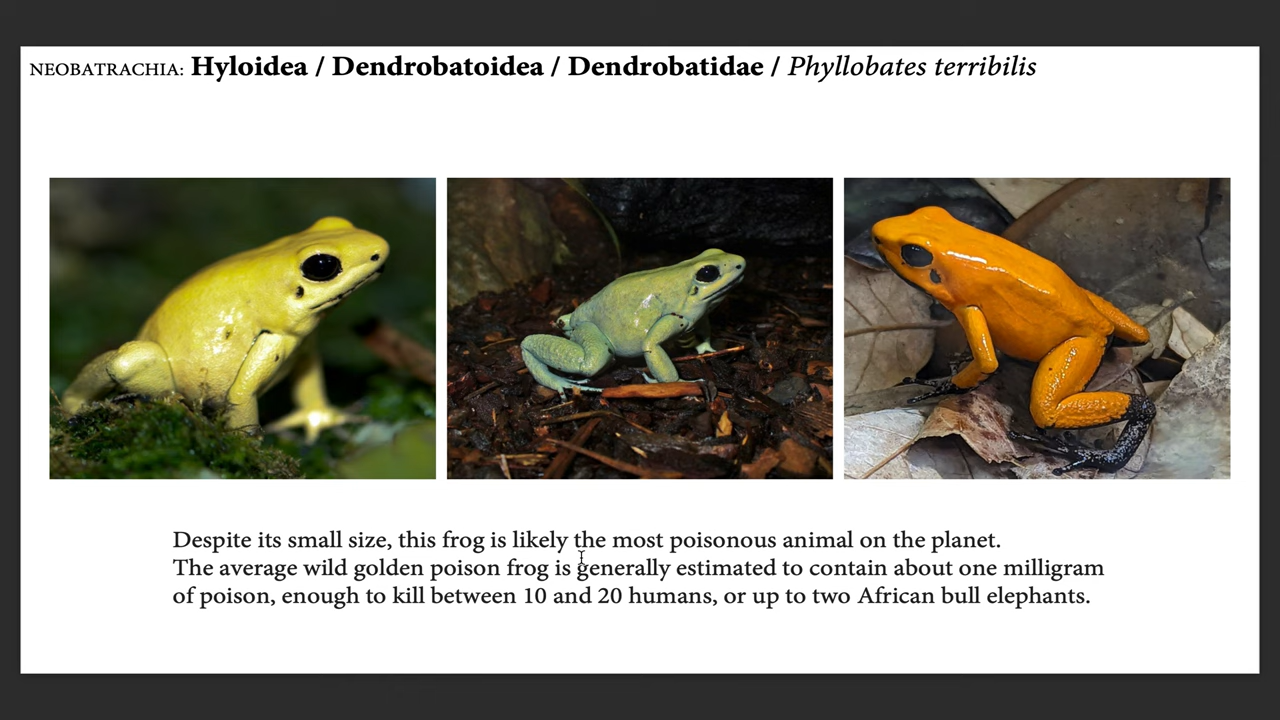 NEOBATRACHIA: Hyloidea / Dendrobatoidea / Dendrobatidae / Phyllobates terribilis
Despite its small size, this frog is likely the most poisonous animal on the planet.
The average wild golden poison frog is generally estimated to contain about one milligram
of poison, enough to kill between 10 and 20 humans, or up to two African bull elephants.